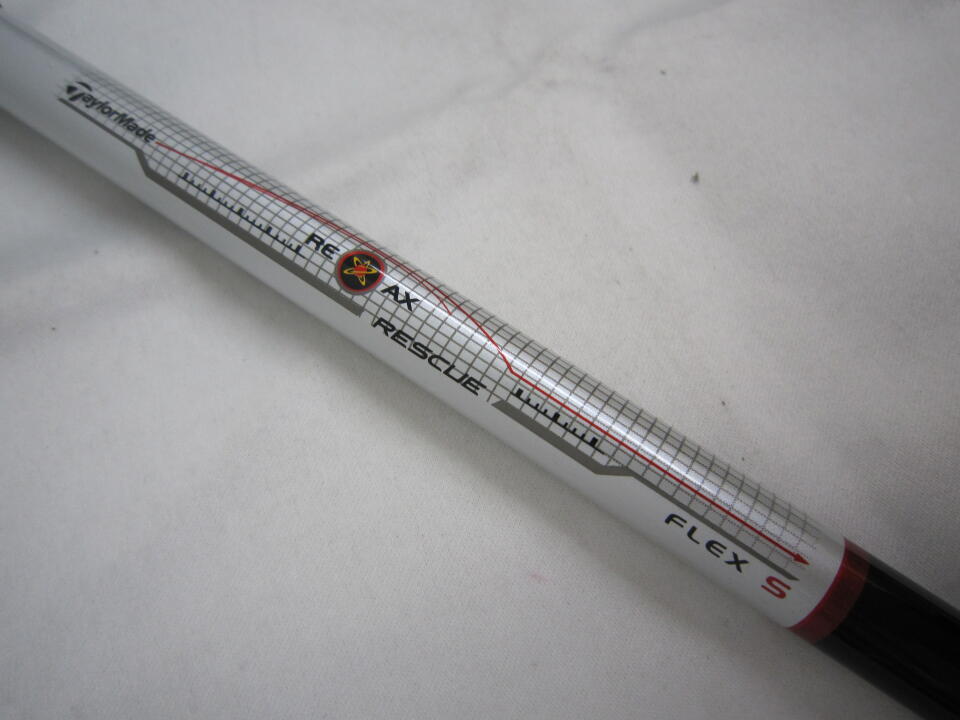 TaylorMade
RE AX
RESCUE
FLEX S